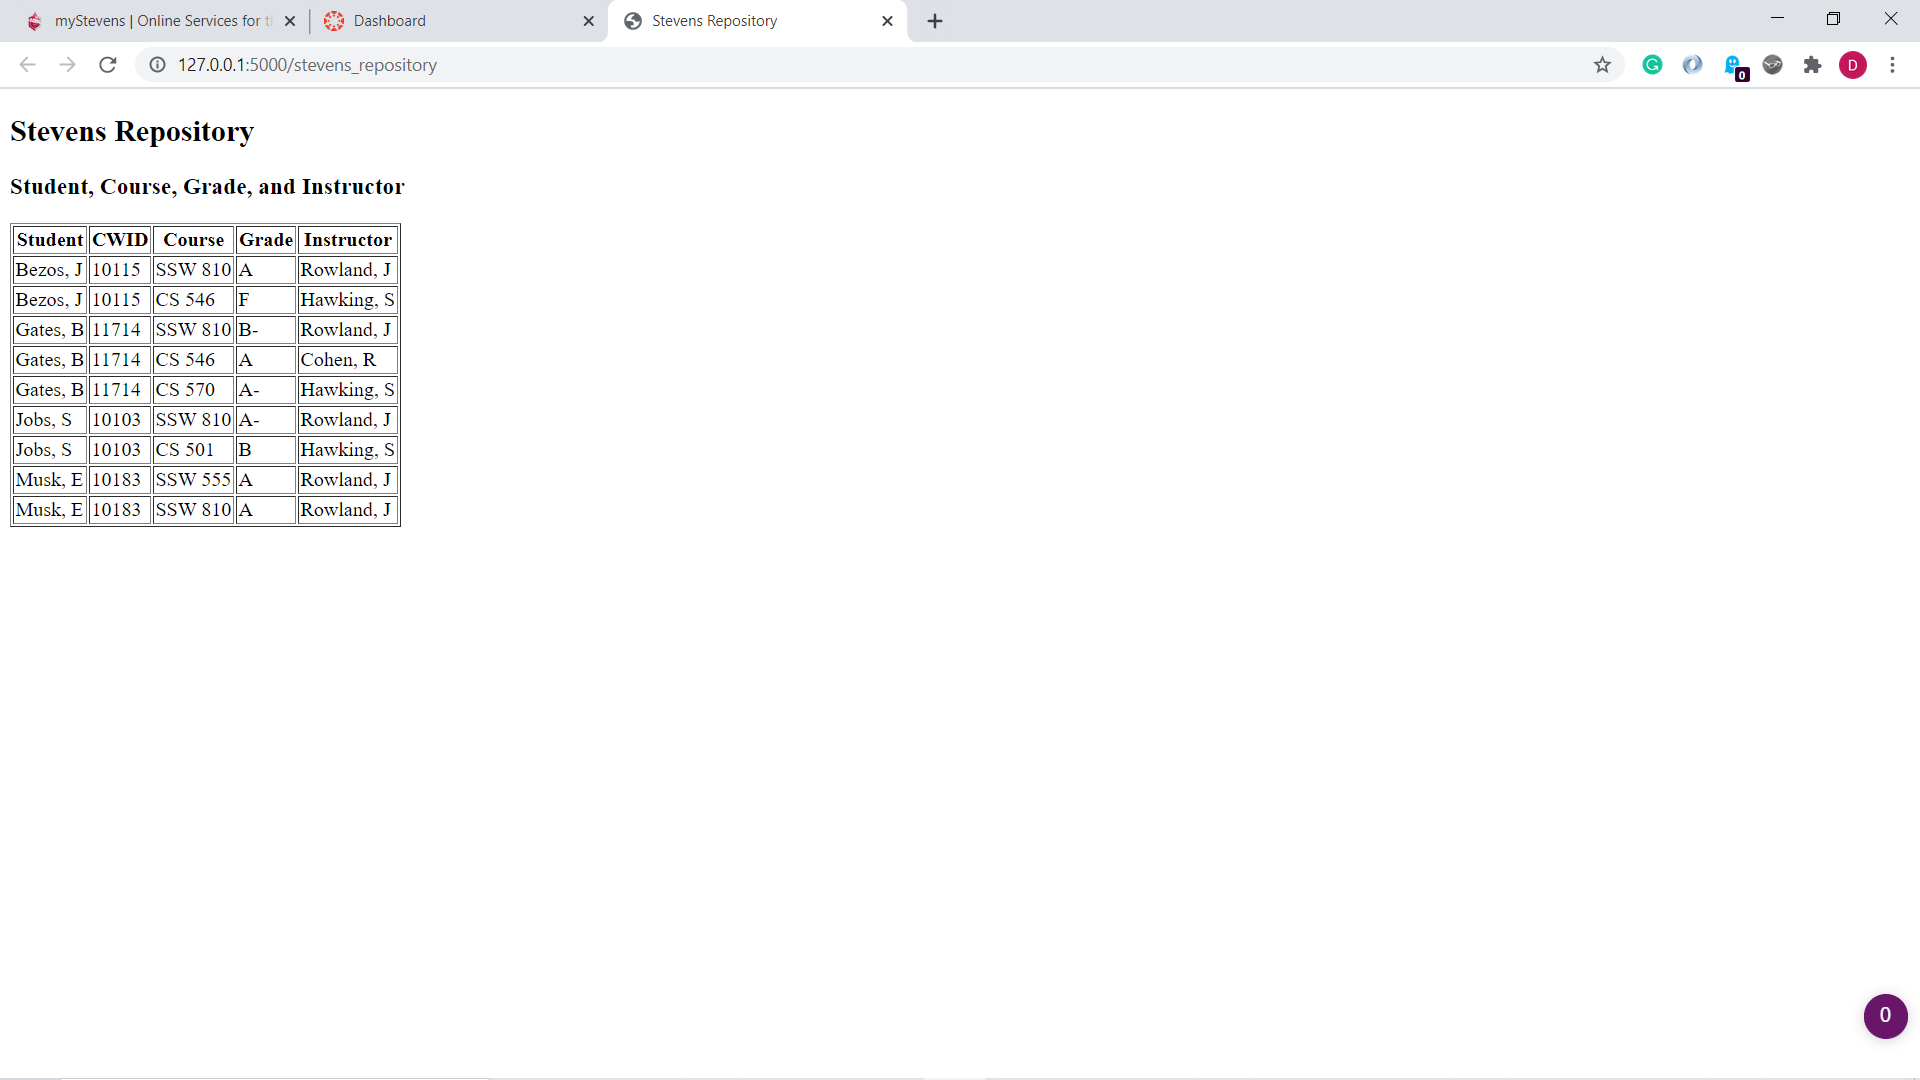 myStevens | Online Services for t
Dashboard
Stevens Repository
127.0.0.1:5000/stevens_repository
0
D
Stevens Repository
Student, Course, Grade, and Instructor
Student CWID Course Grade Instructor
Bezos, J 10115 SSW 810 A Rowland, J
Bezos, J 10115 CS 546 F Hawking, S
Gates, B 11714 SSW 810 B- Rowland, J
Gates, B 11714 CS 546 A Cohen, R
Gates, B 11714 CS 570 A- Hawking, S
Jobs, S 10103 SSW 810 A- Rowland, J
Jobs, S 10103 CS 501 B Hawking, S
Musk, E 10183 SSW 555 A Rowland, J
Musk, E 10183 SSW 810 A Rowland, J
0